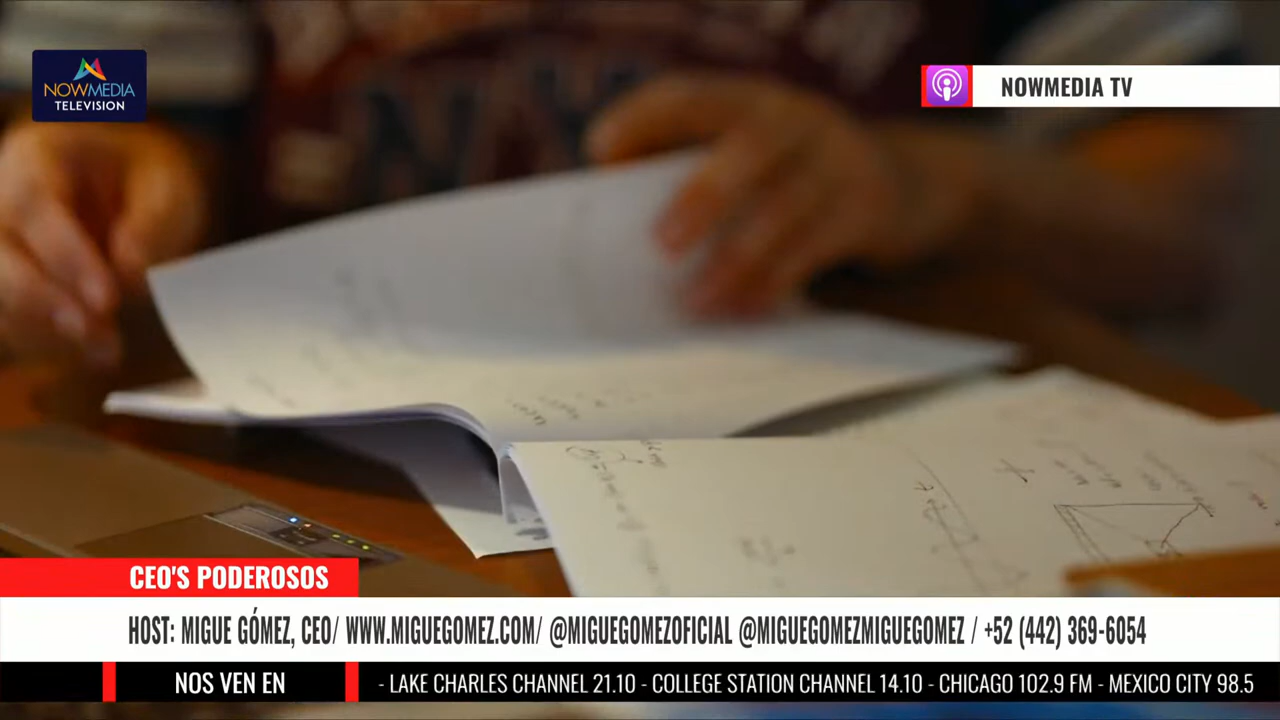 NOWMEDIA
TELEVISION
NOWMEDIA TV
CEO'S PODEROSOS
HOST: MIGUE GÓMEZ, CEO/ WWW.MIGUEGOMEZ.COM/ @MIGUEGOMEZOFICIAL @MIGUEGOMEZMIGUEGOMEZ / +52 (442) 369-6054
NOS VEN EN
- LAKE CHARLES CHANNEL 21.10 - COLLEGE STATION CHANNEL 14.10 - CHICAGO 102.9 FM - MEXICO CITY 98.5